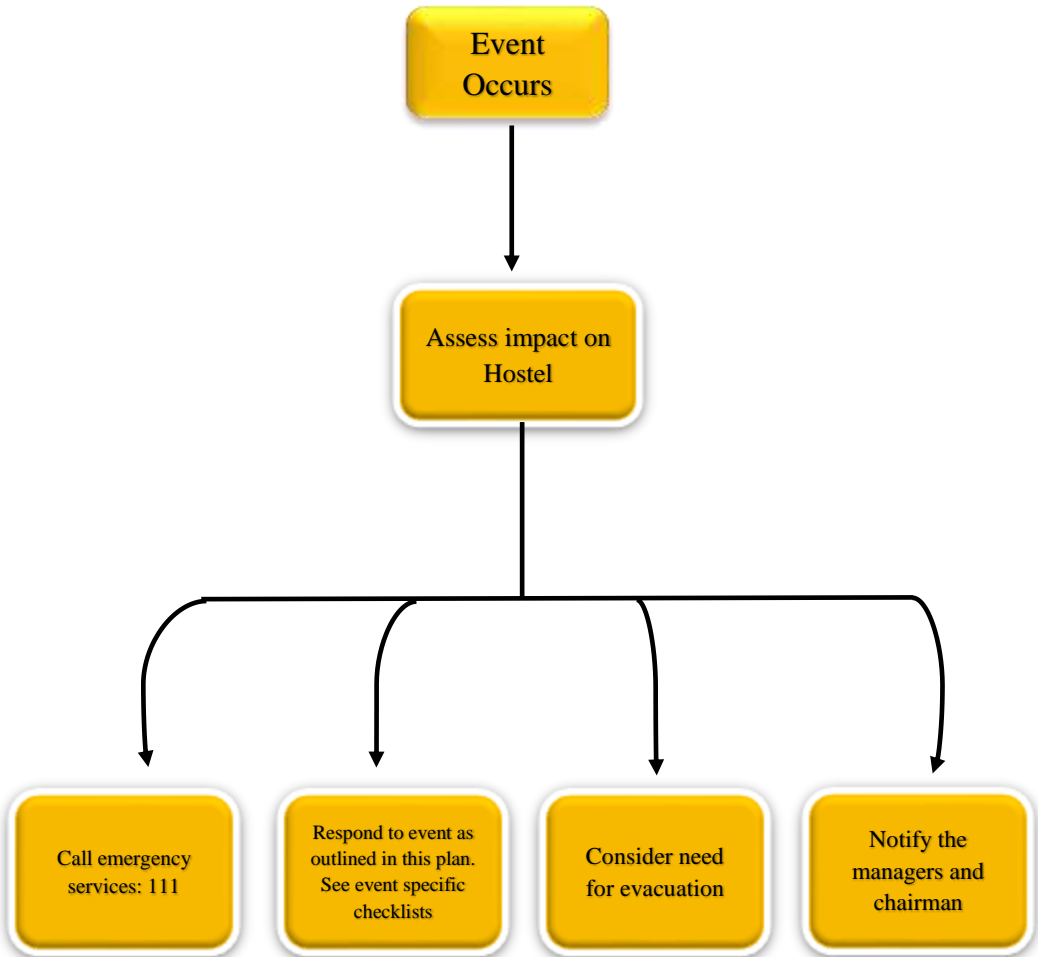 Event
Occurs
Assess impact on
Hostel
Call emergency
services: 111
Respond to event as
outlined in this plan.
See event specific
checklists
Consider need
for evacuation
Notify the
managers and
chairman